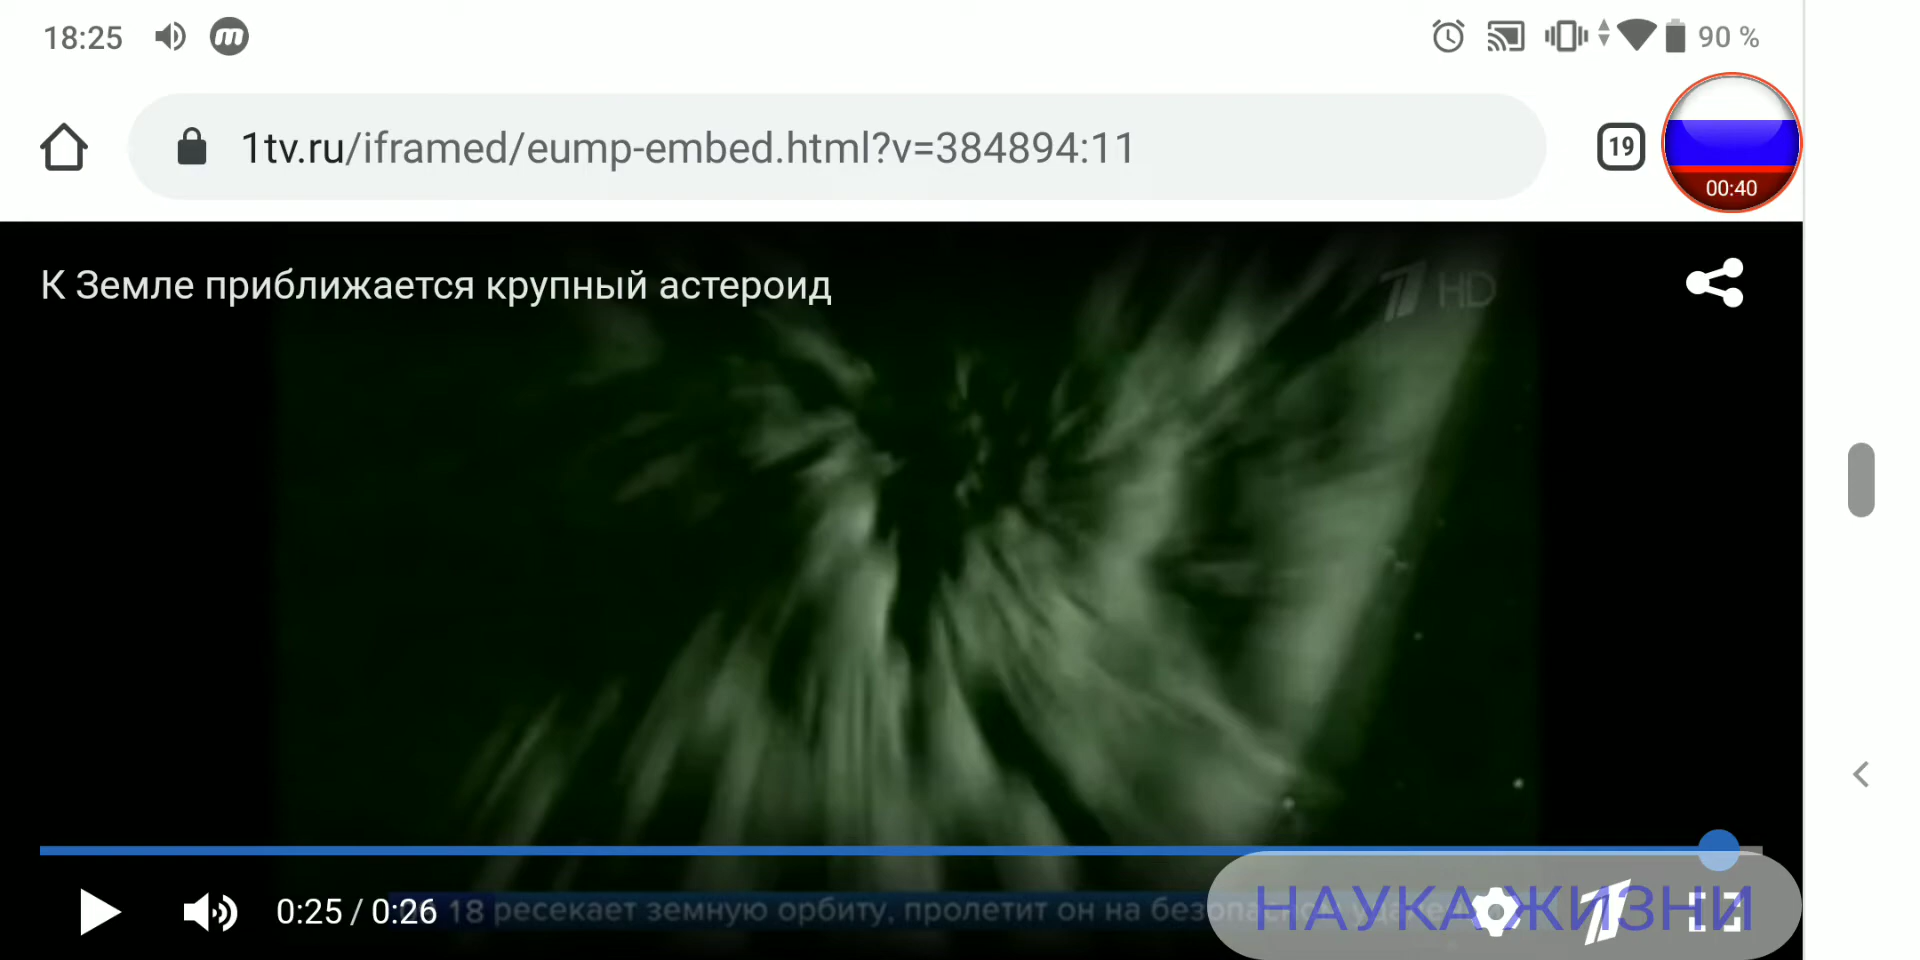 18:25
90 %
1tv.ru/iframed/eump-embed.html?v=384894:11
19
00:40
К Земле приближается крупный астероид
HD
0:25 / 0:26
18 ресекает земную орбиту, пролетит он на
НАУКА ЖИЗНИ